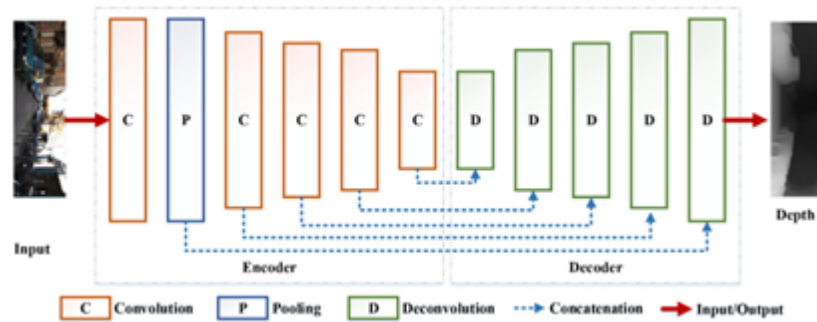 C P C C C C D D D D D
Input
Depth
Encoder Decoder
C Convolution P Pooling D Deconvolution Concatenation Input/Output